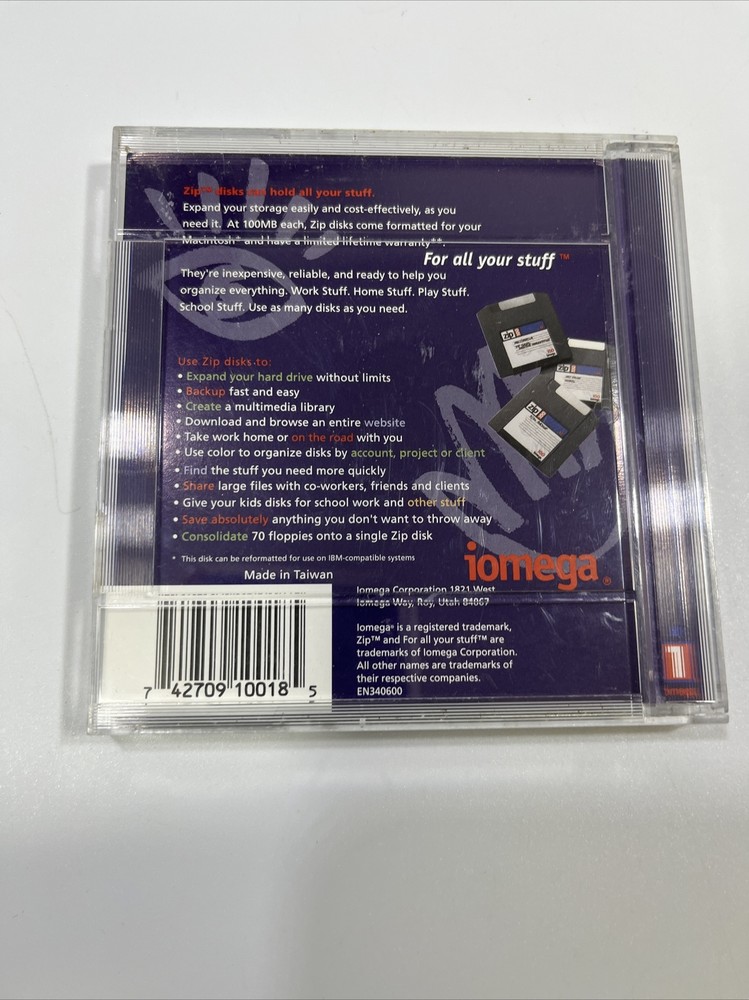 Zip™ disks can hold all your stuff.
Expand your storage easily and cost-effectively, as you
need it. At 100MB each, Zip disks come formatted for your
Macintosh* and have a limited lifetime warranty**.
For all your stuff™
They're inexpensive, reliable, and ready to help you
organize everything. Work Stuff. Home Stuff. Play Stuff.
School Stuff. Use as many disks as you need.
zip
zip
zip
Use Zip disks to:
• Expand your hard drive without limits
• Backup fast and easy
• Create a multimedia library
• Download and browse an entire website
• Take work home or on the road with you
• Use color to organize disks by account, project or client
• Find the stuff you need more quickly
• Share large files with co-workers, friends and clients
• Give your kids disks for school work and other stuff
• Save absolutely anything you don't want to throw away
• Consolidate 70 floppies onto a single Zip disk
* This disk can be reformatted for use on IBM-compatible systems
iomega®
Made in Taiwan
Iomega Corporation 1821 West
Iomega Way, Roy, Utah 84067
Iomega® is a registered trademark,
Zip™ and For all your stuff™ are
trademarks of Iomega Corporation.
All other names are trademarks of
their respective companies.
EN340600
7 42709 10018 5
1
iomega